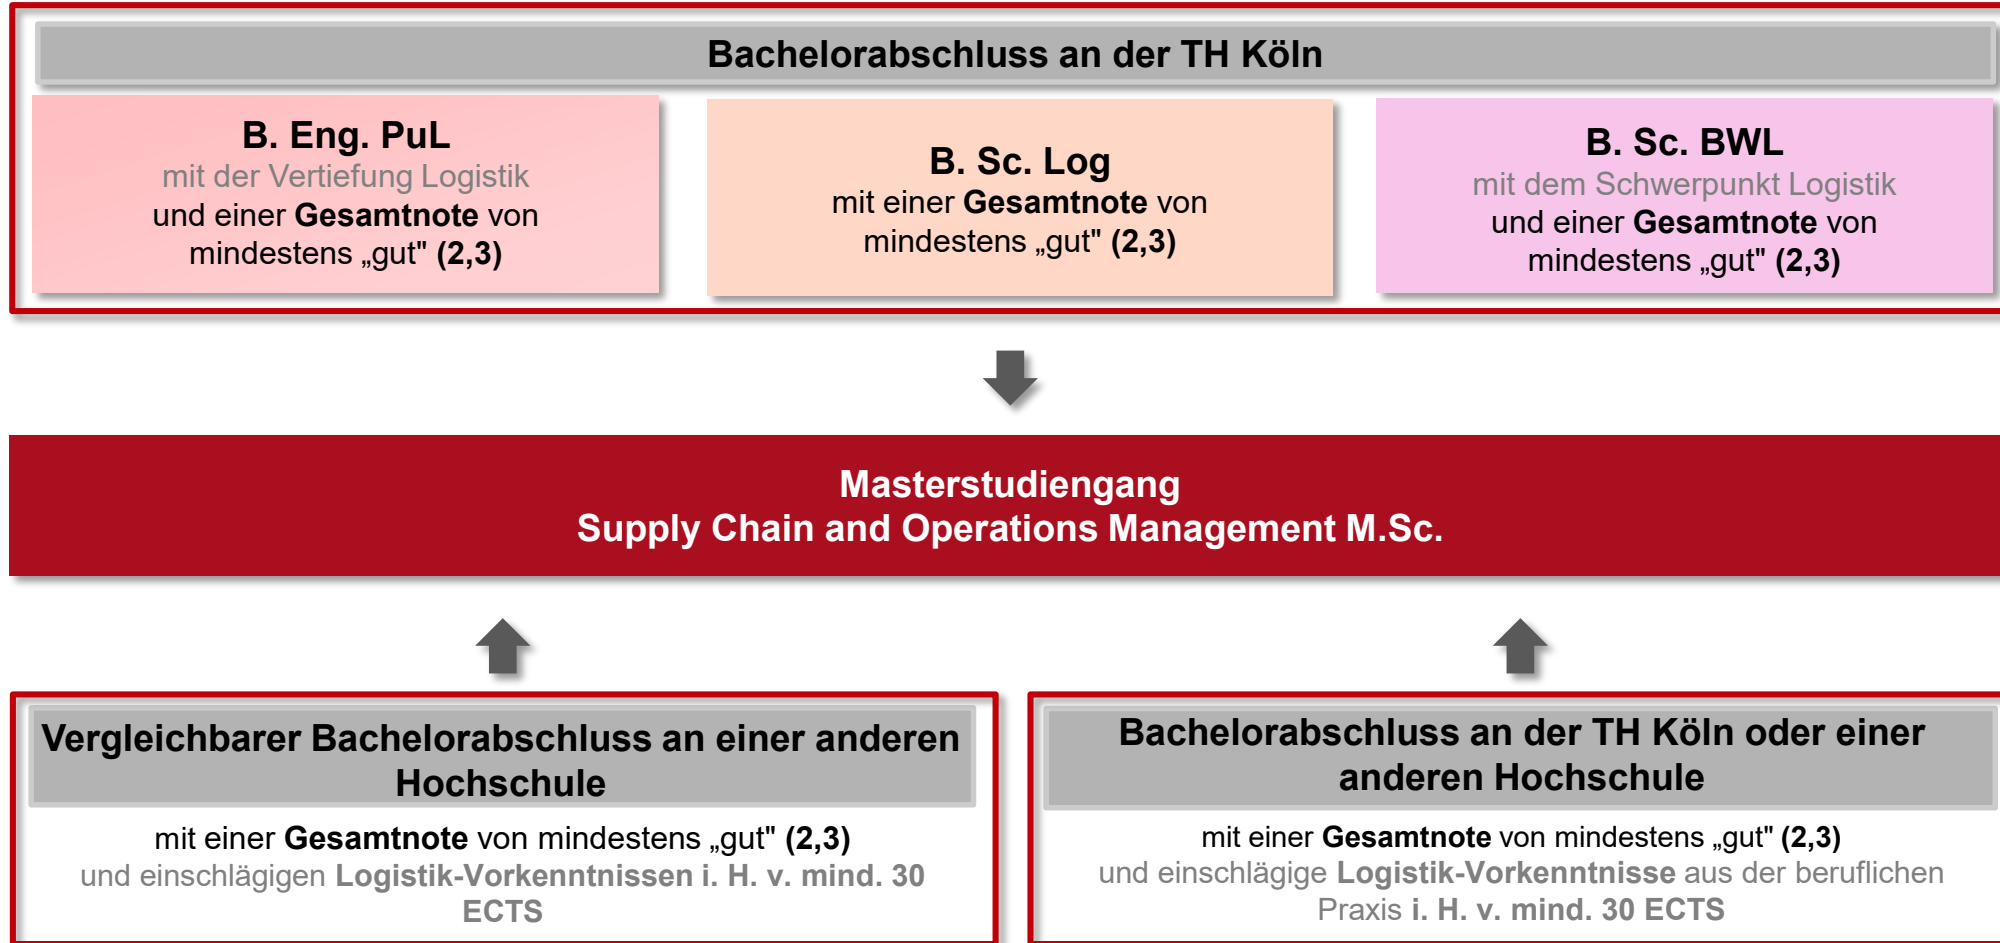 Bachelorabschluss an der TH Köln
B. Eng. PuL
mit der Vertiefung Logistik
und einer Gesamtnote von
mindestens „gut" (2,3)
B. Sc. Log
mit einer Gesamtnote von
mindestens „gut" (2,3)
B. Sc. BWL
mit dem Schwerpunkt Logistik
und einer Gesamtnote von
mindestens „gut" (2,3)
Masterstudiengang
Supply Chain and Operations Management M.Sc.
Vergleichbarer Bachelorabschluss an einer anderen
Hochschule
mit einer Gesamtnote von mindestens „gut" (2,3)
und einschlägigen Logistik-Vorkenntnissen i. H. v. mind. 30
ECTS
Bachelorabschluss an der TH Köln oder einer
anderen Hochschule
mit einer Gesamtnote von mindestens „gut" (2,3)
und einschlägige Logistik-Vorkenntnisse aus der beruflichen
Praxis i. H. v. mind. 30 ECTS